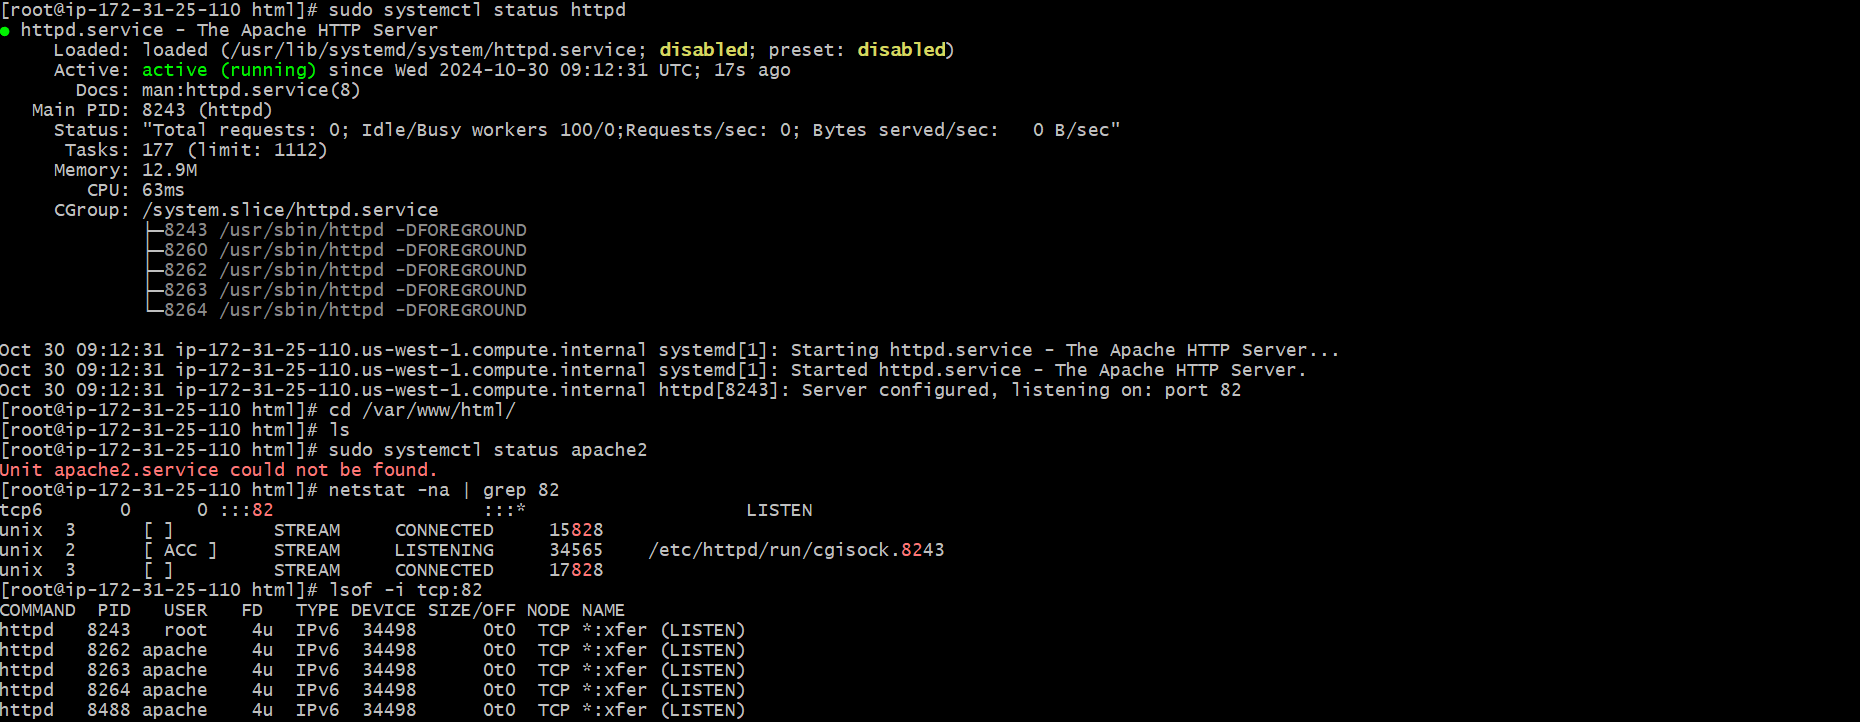 [root@ip-172-31-25-110 html]# sudo systemctl status httpd
● httpd.service - The Apache HTTP Server
     Loaded: loaded (/usr/lib/systemd/system/httpd.service; disabled; preset: disabled)
     Active: active (running) since Wed 2024-10-30 09:12:31 UTC; 17s ago
       Docs: man:httpd.service(8)
   Main PID: 8243 (httpd)
     Status: "Total requests: 0; Idle/Busy workers 100/0;Requests/sec: 0; Bytes served/sec:   0 B/sec"
      Tasks: 177 (limit: 1112)
     Memory: 12.9M
        CPU: 63ms
     CGroup: /system.slice/httpd.service
             ├─8243 /usr/sbin/httpd -DFOREGROUND
             ├─8260 /usr/sbin/httpd -DFOREGROUND
             ├─8262 /usr/sbin/httpd -DFOREGROUND
             ├─8263 /usr/sbin/httpd -DFOREGROUND
             └─8264 /usr/sbin/httpd -DFOREGROUND

Oct 30 09:12:31 ip-172-31-25-110.us-west-1.compute.internal systemd[1]: Starting httpd.service - The Apache HTTP Server...
Oct 30 09:12:31 ip-172-31-25-110.us-west-1.compute.internal systemd[1]: Started httpd.service - The Apache HTTP Server.
Oct 30 09:12:31 ip-172-31-25-110.us-west-1.compute.internal httpd[8243]: Server configured, listening on: port 82
[root@ip-172-31-25-110 html]# cd /var/www/html/
[root@ip-172-31-25-110 html]# ls
[root@ip-172-31-25-110 html]# sudo systemctl status apache2
Unit apache2.service could not be found.
[root@ip-172-31-25-110 html]# netstat -na | grep 82
tcp6       0      0 :::82                   :::*                    LISTEN
unix  3      [ ]         STREAM     CONNECTED     15828
unix  2      [ ACC ]     STREAM     LISTENING     34565    /etc/httpd/run/cgisock.8243
unix  3      [ ]         STREAM     CONNECTED     17828
[root@ip-172-31-25-110 html]# lsof -i tcp:82
COMMAND  PID   USER   FD   TYPE DEVICE SIZE/OFF NODE NAME
httpd   8243   root    4u  IPv6  34498      0t0  TCP *:xfer (LISTEN)
httpd   8262 apache    4u  IPv6  34498      0t0  TCP *:xfer (LISTEN)
httpd   8263 apache    4u  IPv6  34498      0t0  TCP *:xfer (LISTEN)
httpd   8264 apache    4u  IPv6  34498      0t0  TCP *:xfer (LISTEN)
httpd   8488 apache    4u  IPv6  34498      0t0  TCP *:xfer (LISTEN)